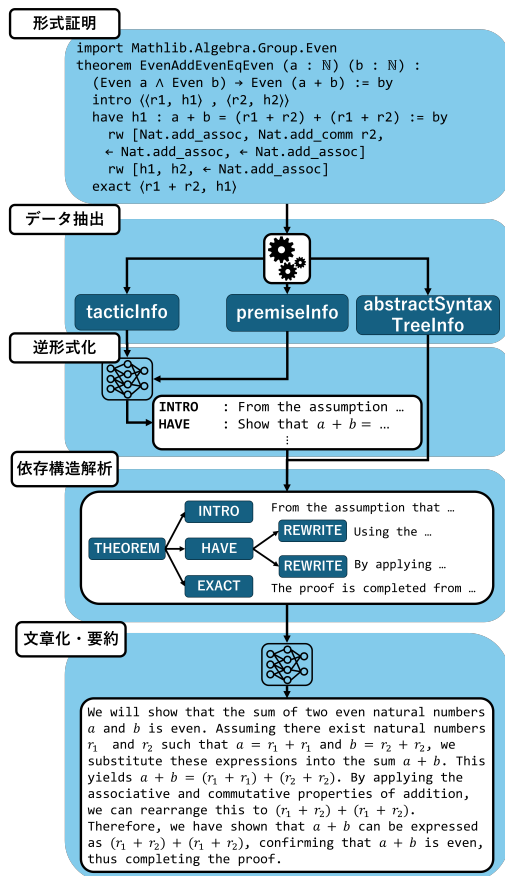 形式証明
import Mathlib.Algebra.Group.Even
theorem EvenAddEvenEqEven (a : ℕ) (b : ℕ) :
(Even a ∧ Even b) → Even (a + b) := by
intro ⟨⟨r1, h1⟩ , ⟨r2, h2⟩⟩
have h1 : a + b = (r1 + r2) + (r1 + r2) := by
rw [Nat.add_assoc, Nat.add_comm r2,
← Nat.add_assoc, ← Nat.add_assoc]
rw [h1, h2, ← Nat.add_assoc]
exact ⟨r1 + r2, h1⟩
データ抽出
tacticInfo
premiseInfo
abstractSyntax
TreeInfo
逆形式化
INTRO : From the assumption …
HAVE : Show that a + b = …
⋮
依存構造解析
THEOREM
INTRO
From the assumption that …
HAVE
REWRITE
Using the …
REWRITE
By applying …
EXACT
The proof is completed from …
文章化・要約
We will show that the sum of two even natural numbers
a and b is even. Assuming there exist natural numbers
r₁ and r₂ such that a = r₁ + r₁ and b = r₂ + r₂, we
substitute these expressions into the sum a + b. This
yields a + b = (r₁ + r₁) + (r₂ + r₂). By applying the
associative and commutative properties of addition,
we can rearrange this to (r₁ + r₂) + (r₁ + r₂).
Therefore, we have shown that a + b can be expressed
as (r₁ + r₂) + (r₁ + r₂), confirming that a + b is even,
thus completing the proof.